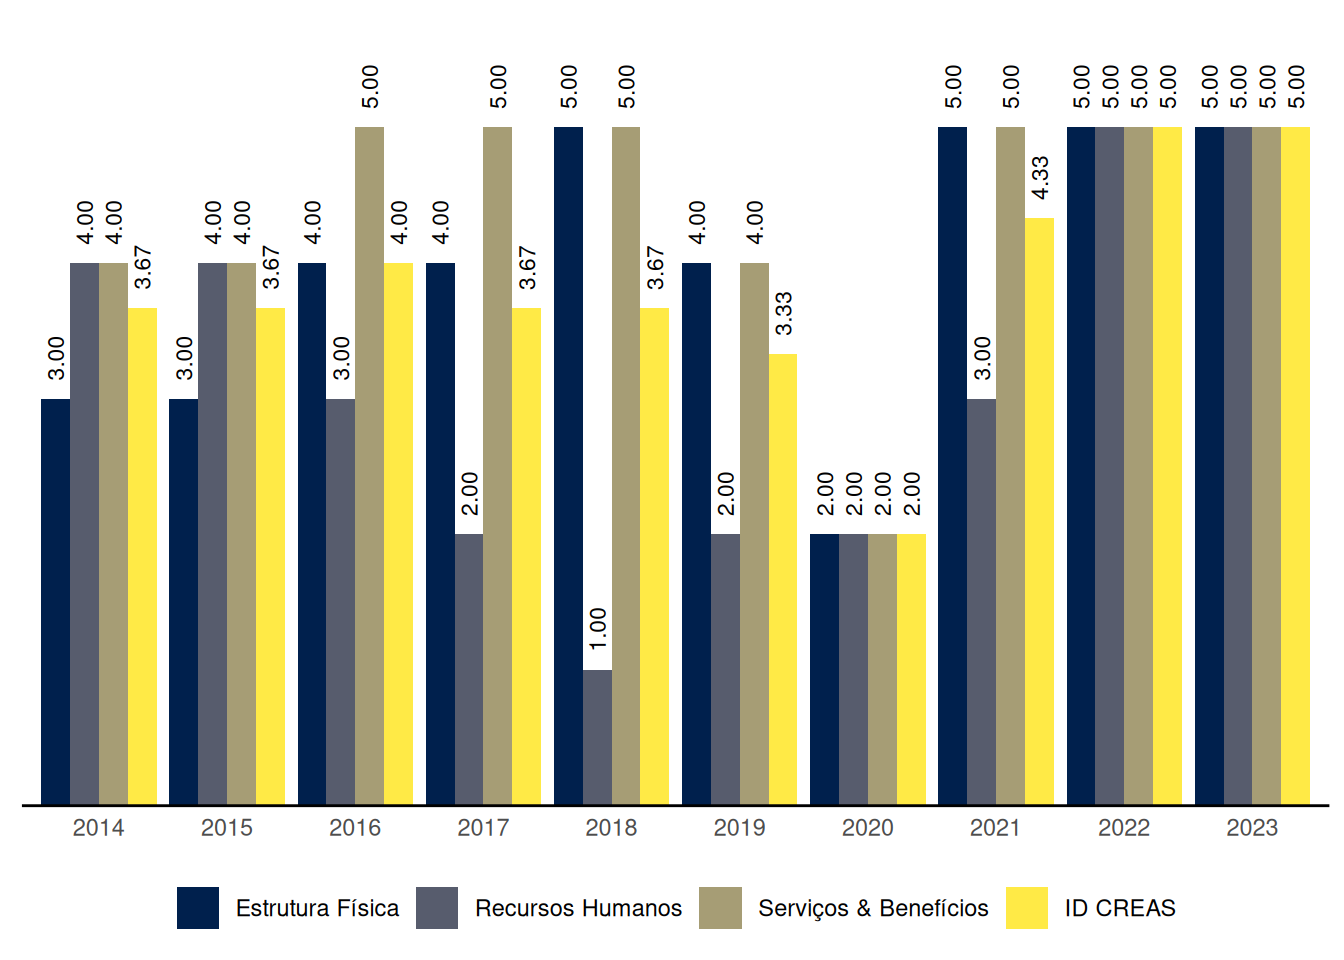 5.00 5.00 5.00 5.00 5.00 5.00 5.00 5.00 5.00 5.00 5.00 5.00 5.00
4.33
4.00 4.00 4.00 4.00 4.00 4.00 4.00 4.00 4.00
3.67 3.67 3.67 3.67
3.33
3.00 3.00 3.00 3.00
2.00 2.00 2.00 2.00 2.00 2.00
1.00
2014 2015 2016 2017 2018 2019 2020 2021 2022 2023
Estrutura Física Recursos Humanos Serviços & Benefícios ID CREAS